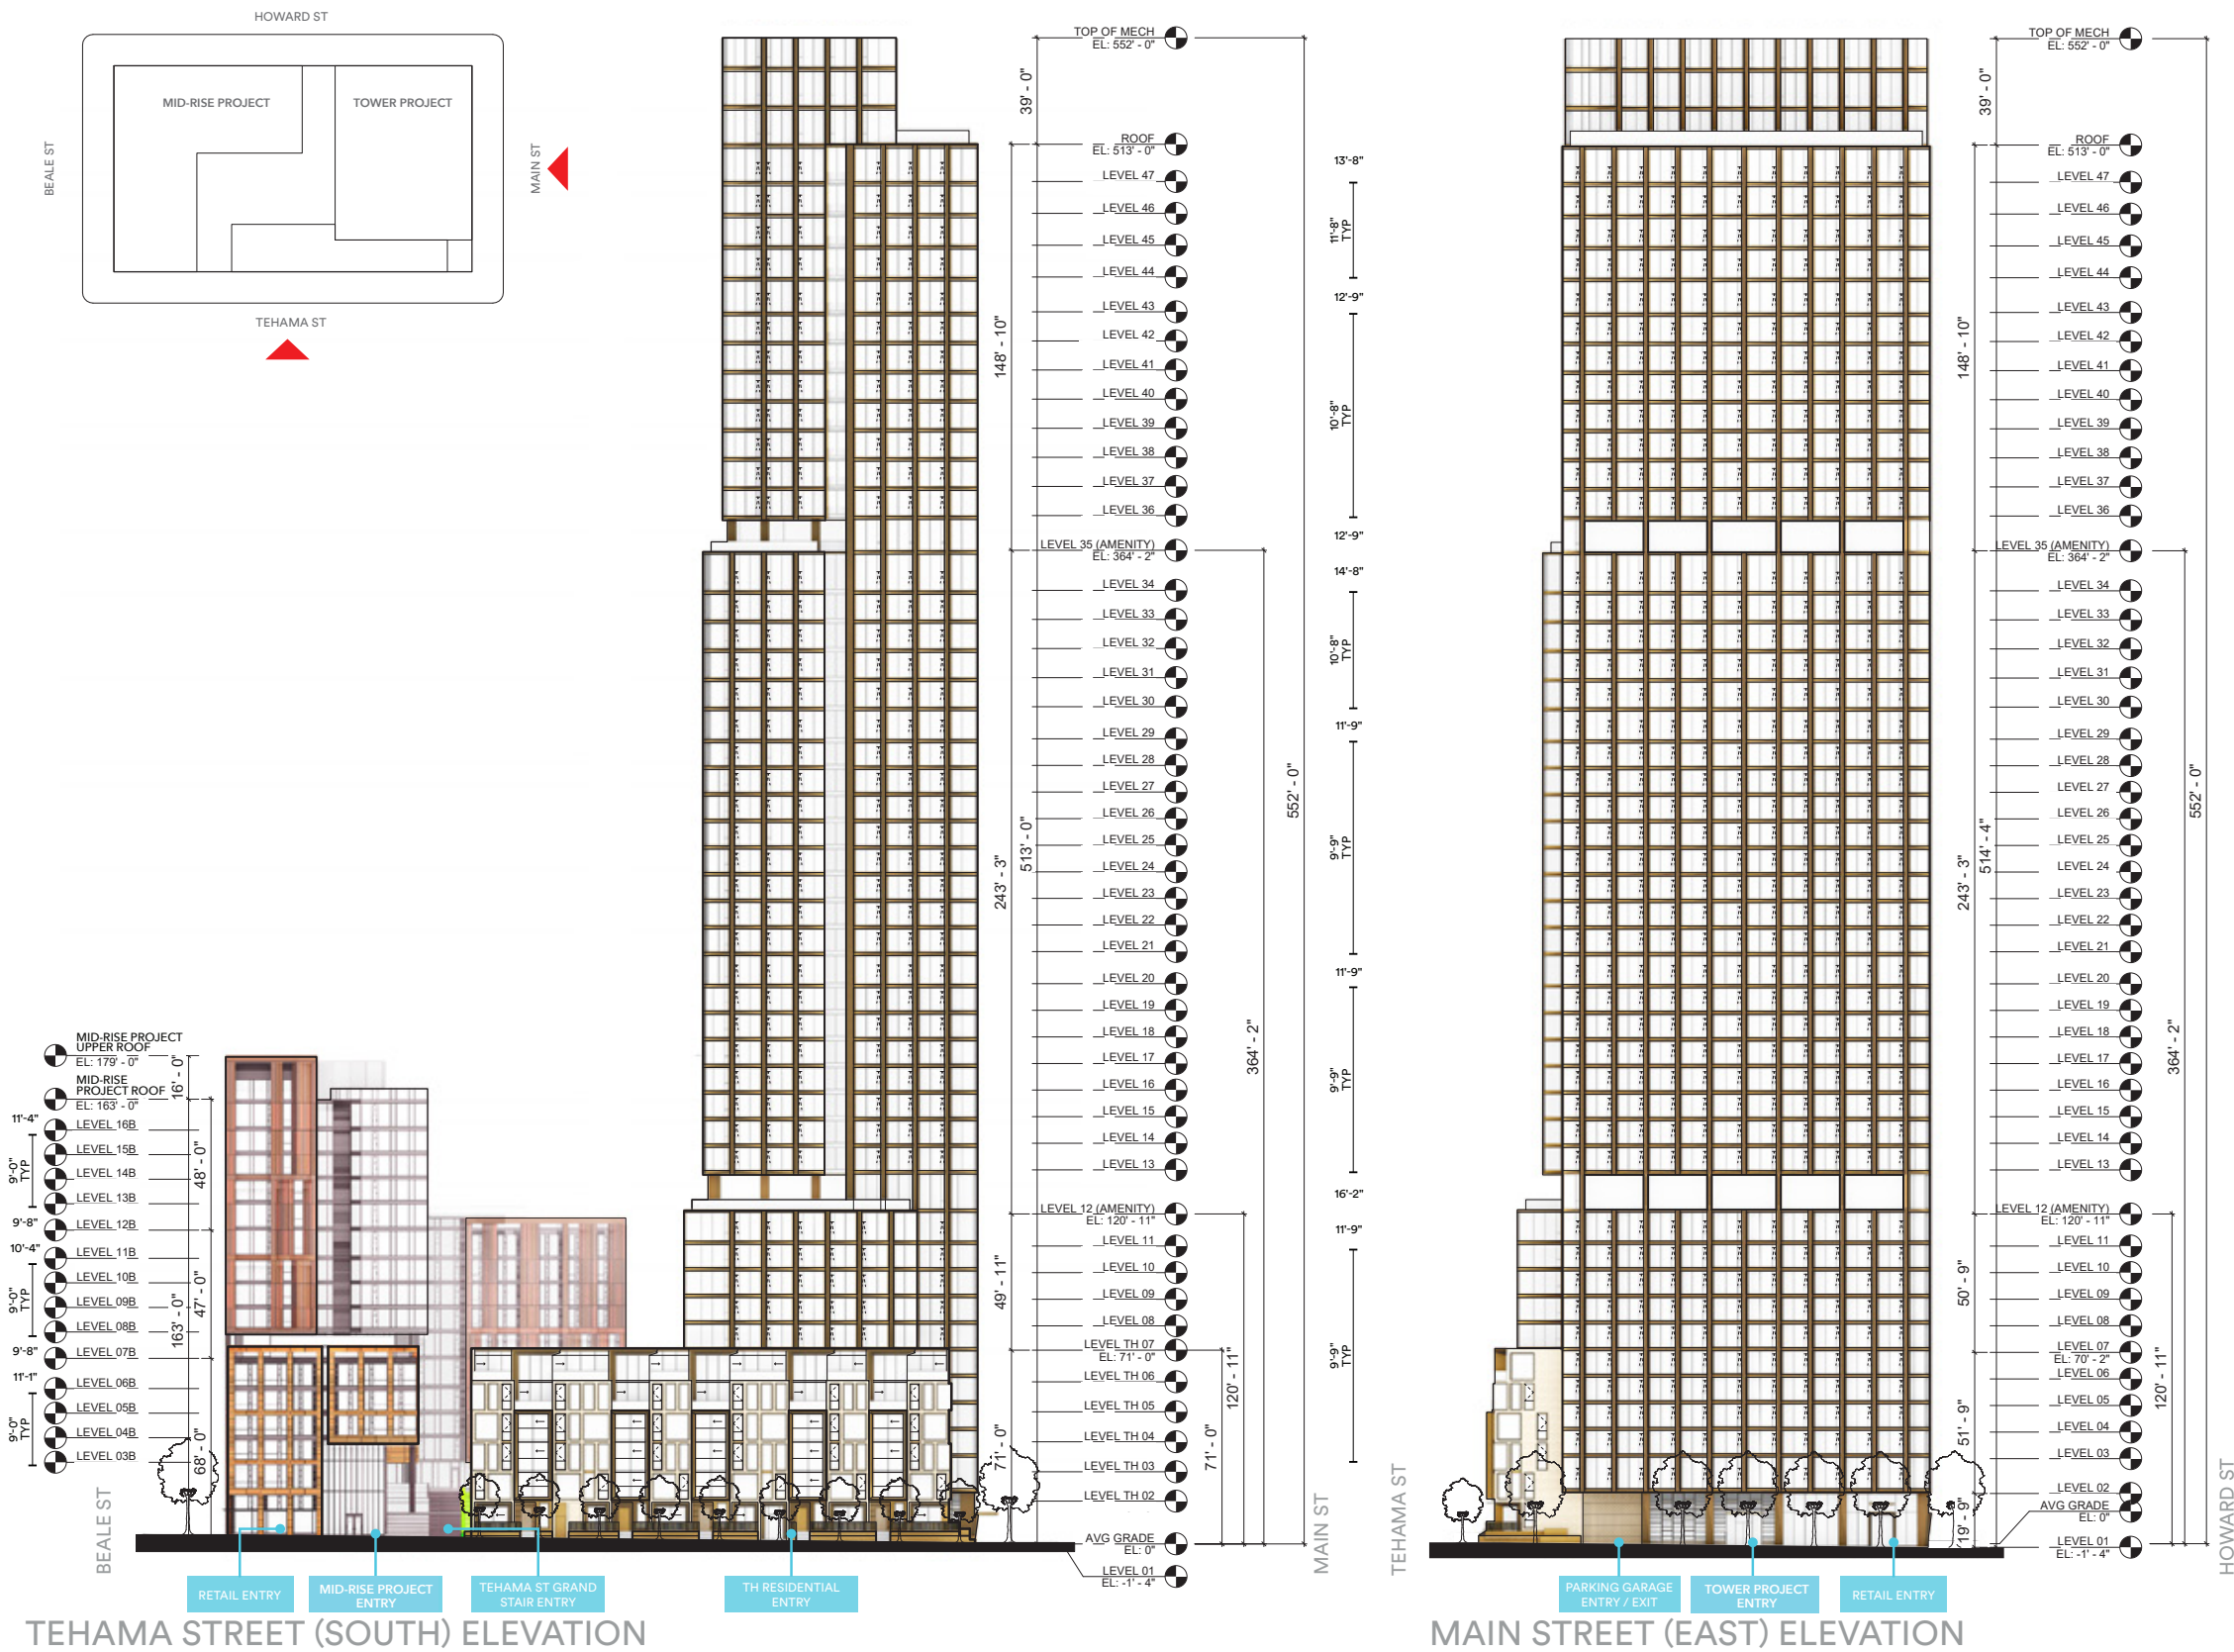 HOWARD ST
MID-RISE PROJECT
TOWER PROJECT
BEALE ST
MAIN ST
TEHAMA ST
TOP OF MECH
EL: 552' - 0"
39' - 0"
ROOF
EL: 513' - 0"
LEVEL 47
LEVEL 46
LEVEL 45
LEVEL 44
LEVEL 43
LEVEL 42
LEVEL 41
LEVEL 40
LEVEL 39
LEVEL 38
LEVEL 37
LEVEL 36
148' - 10"
LEVEL 35 (AMENITY)
EL: 364' - 2"
LEVEL 34
LEVEL 33
LEVEL 32
LEVEL 31
LEVEL 30
LEVEL 29
LEVEL 28
LEVEL 27
LEVEL 26
LEVEL 25
LEVEL 24
LEVEL 23
LEVEL 22
LEVEL 21
LEVEL 20
LEVEL 19
LEVEL 18
LEVEL 17
LEVEL 16
LEVEL 15
LEVEL 14
LEVEL 13
243' - 3"
513' - 0"
552' - 0"
364' - 2"
LEVEL 12 (AMENITY)
EL: 120' - 11"
LEVEL 11
LEVEL 10
LEVEL 09
LEVEL 08
LEVEL TH 07
EL: 71' - 0"
LEVEL TH 06
LEVEL TH 05
LEVEL TH 04
LEVEL TH 03
LEVEL TH 02
AVG GRADE
EL: 0"
LEVEL 01
EL: -1' - 4"
49' - 11"
71' - 0"
71' - 0"
120' - 11"
MID-RISE PROJECT
UPPER ROOF
EL: 179' - 0"
MID-RISE
PROJECT ROOF
EL: 163' - 0"
LEVEL 16B
LEVEL 15B
LEVEL 14B
LEVEL 13B
LEVEL 12B
LEVEL 11B
LEVEL 10B
LEVEL 09B
LEVEL 08B
LEVEL 07B
LEVEL 06B
LEVEL 05B
LEVEL 04B
LEVEL 03B
11'-4"
9'-0"
TYP
9'-8"
10'-4"
9'-0"
TYP
9'-8"
11'-1"
9'-0"
TYP
16' - 0"
48' - 0"
47' - 0"
163' - 0"
68' - 0"
BEALE ST
MAIN ST
RETAIL ENTRY
MID-RISE PROJECT
ENTRY
TEHAMA ST GRAND
STAIR ENTRY
TH RESIDENTIAL
ENTRY
TEHAMA STREET (SOUTH) ELEVATION
13'-8"
11'-8"
TYP
12'-9"
10'-8"
TYP
12'-9"
14'-8"
10'-8"
TYP
11'-9"
9'-9"
TYP
11'-9"
9'-9"
TYP
16'-2"
11'-9"
9'-9"
TYP
TOP OF MECH
EL: 552' - 0"
39' - 0"
ROOF
EL: 513' - 0"
LEVEL 47
LEVEL 46
LEVEL 45
LEVEL 44
LEVEL 43
LEVEL 42
LEVEL 41
LEVEL 40
LEVEL 39
LEVEL 38
LEVEL 37
LEVEL 36
148' - 10"
LEVEL 35 (AMENITY)
EL: 364' - 2"
LEVEL 34
LEVEL 33
LEVEL 32
LEVEL 31
LEVEL 30
LEVEL 29
LEVEL 28
LEVEL 27
LEVEL 26
LEVEL 25
LEVEL 24
LEVEL 23
LEVEL 22
LEVEL 21
LEVEL 20
LEVEL 19
LEVEL 18
LEVEL 17
LEVEL 16
LEVEL 15
LEVEL 14
LEVEL 13
243' - 3"
514' - 4"
552' - 0"
364' - 2"
LEVEL 12 (AMENITY)
EL: 120' - 11"
LEVEL 11
LEVEL 10
LEVEL 09
LEVEL 08
LEVEL 07
EL: 70' - 2"
LEVEL 06
LEVEL 05
LEVEL 04
LEVEL 03
LEVEL 02
AVG GRADE
EL: 0"
LEVEL 01
EL: -1' - 4"
50' - 9"
51' - 9"
19' - 9"
120' - 11"
TEHAMA ST
HOWARD ST
PARKING GARAGE
ENTRY / EXIT
TOWER PROJECT
ENTRY
RETAIL ENTRY
MAIN STREET (EAST) ELEVATION